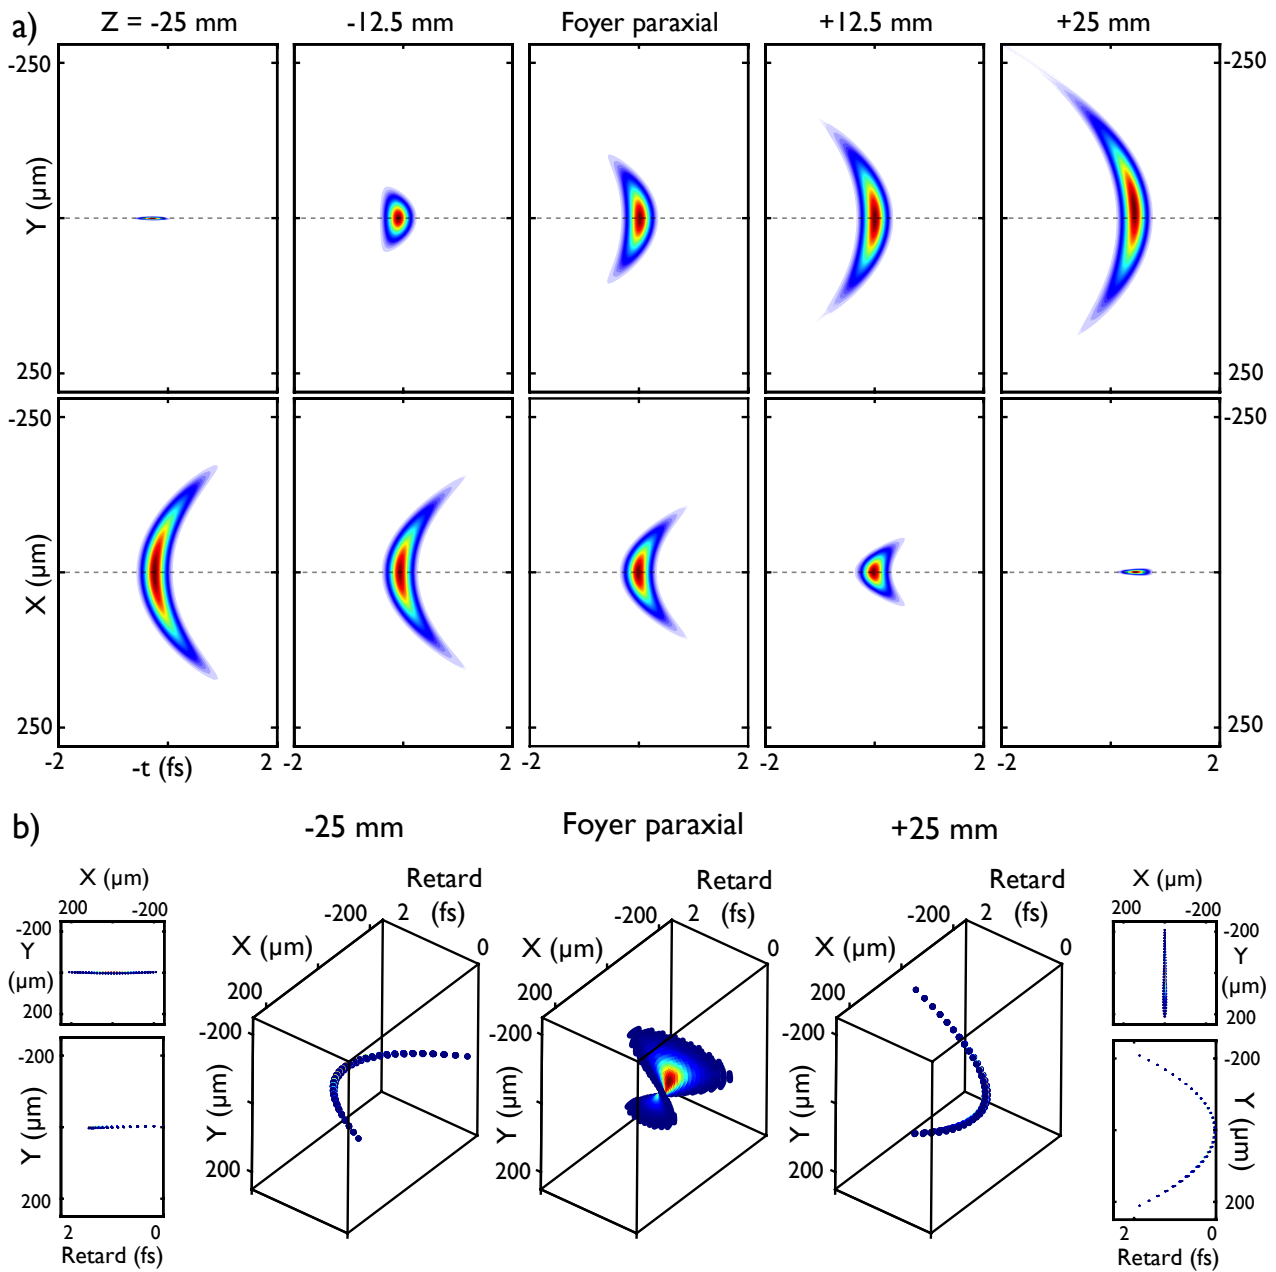 a)
Z = -25 mm
-12.5 mm
Foyer paraxial
+12.5 mm
+25 mm
-250
-250
Y (µm)
250
250
-250
-250
X (µm)
250
250
-2
-t (fs)
2
-2
2
-2
2
-2
2
-2
2
b)
-25 mm
Foyer paraxial
+25 mm
X (µm)
200
-200
-200
Y
(µm)
200
-200
Y (µm)
200
2
0
Retard (fs)
Retard
(fs)
-200
2
0
X (µm)
200
-200
Y (µm)
200
Retard
(fs)
-200
2
0
X (µm)
200
-200
Y (µm)
200
Retard
(fs)
-200
2
0
X (µm)
200
-200
Y (µm)
200
X (µm)
200
-200
-200
Y
(µm)
200
-200
Y (µm)
200
2
0
Retard (fs)